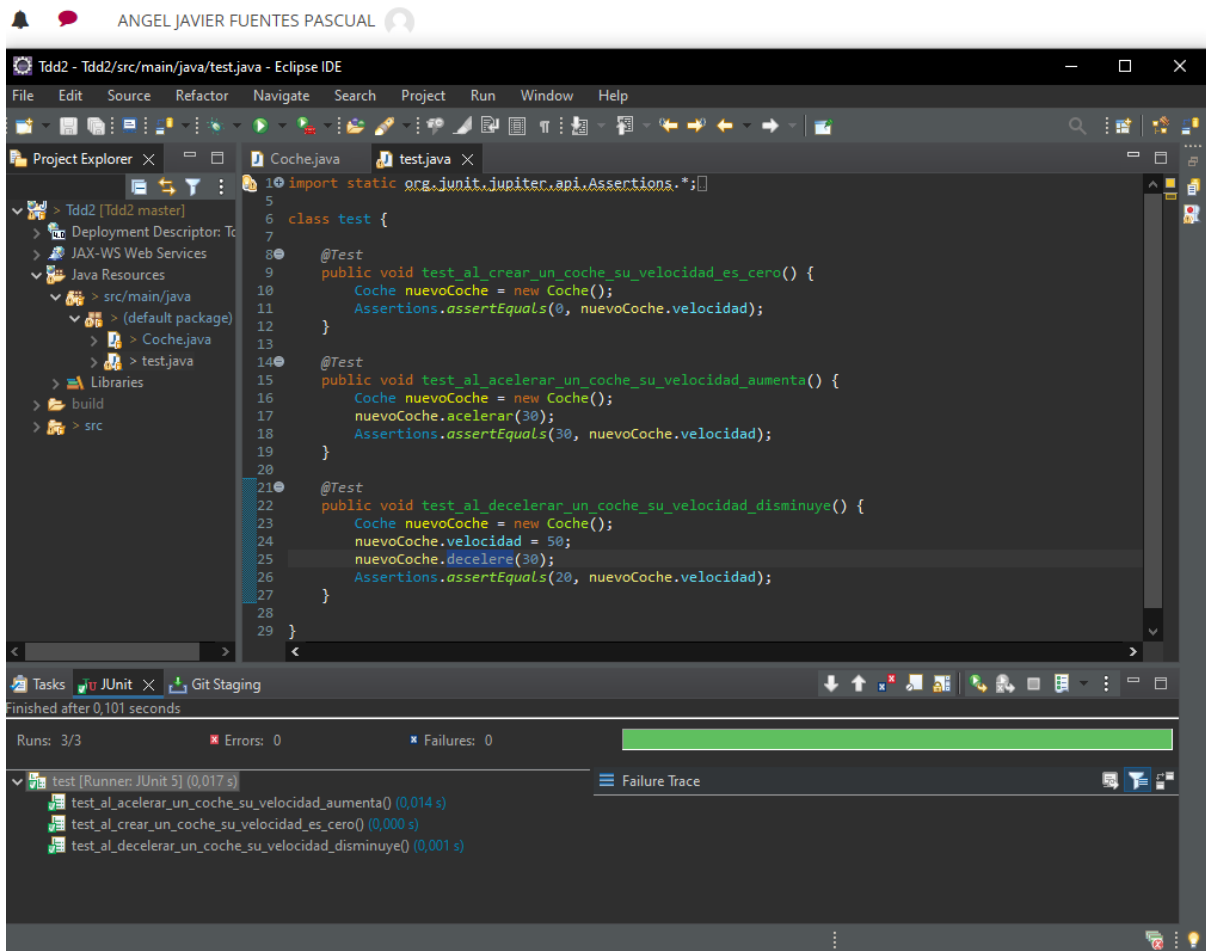 ANGEL JAVIER FUENTES PASCUAL
Tdd2 - Tdd2/src/main/java/test.java - Eclipse IDE
File Edit Source Refactor Navigate Search Project Run Window Help
Project Explorer
Coche.java
test.java
> Tdd2 [Tdd2 master]
Deployment Descriptor: Tc
JAX-WS Web Services
Java Resources
> src/main/java
> (default package)
> Coche.java
> test.java
Libraries
build
> src
1 import static org.junit.jupiter.api.Assertions.*;
5
6 class test {
7
8 @Test
9 public void test_al_crear_un_coche_su_velocidad_es_cero() {
10 Coche nuevoCoche = new Coche();
11 Assertions.assertEquals(0, nuevoCoche.velocidad);
12 }
13
14 @Test
15 public void test_al_acelerar_un_coche_su_velocidad_aumenta() {
16 Coche nuevoCoche = new Coche();
17 nuevoCoche.acelerar(30);
18 Assertions.assertEquals(30, nuevoCoche.velocidad);
19 }
20
21 @Test
22 public void test_al_decelerar_un_coche_su_velocidad_disminuye() {
23 Coche nuevoCoche = new Coche();
24 nuevoCoche.velocidad = 50;
25 nuevoCoche.decelere(30);
26 Assertions.assertEquals(20, nuevoCoche.velocidad);
27 }
28
29 }
Tasks JUnit Git Staging
Finished after 0,101 seconds
Runs: 3/3 Errors: 0 Failures: 0
test [Runner: JUnit 5] (0,017 s)
test_al_acelerar_un_coche_su_velocidad_aumenta() (0,014 s)
test_al_crear_un_coche_su_velocidad_es_cero() (0,000 s)
test_al_decelerar_un_coche_su_velocidad_disminuye() (0,001 s)
Failure Trace